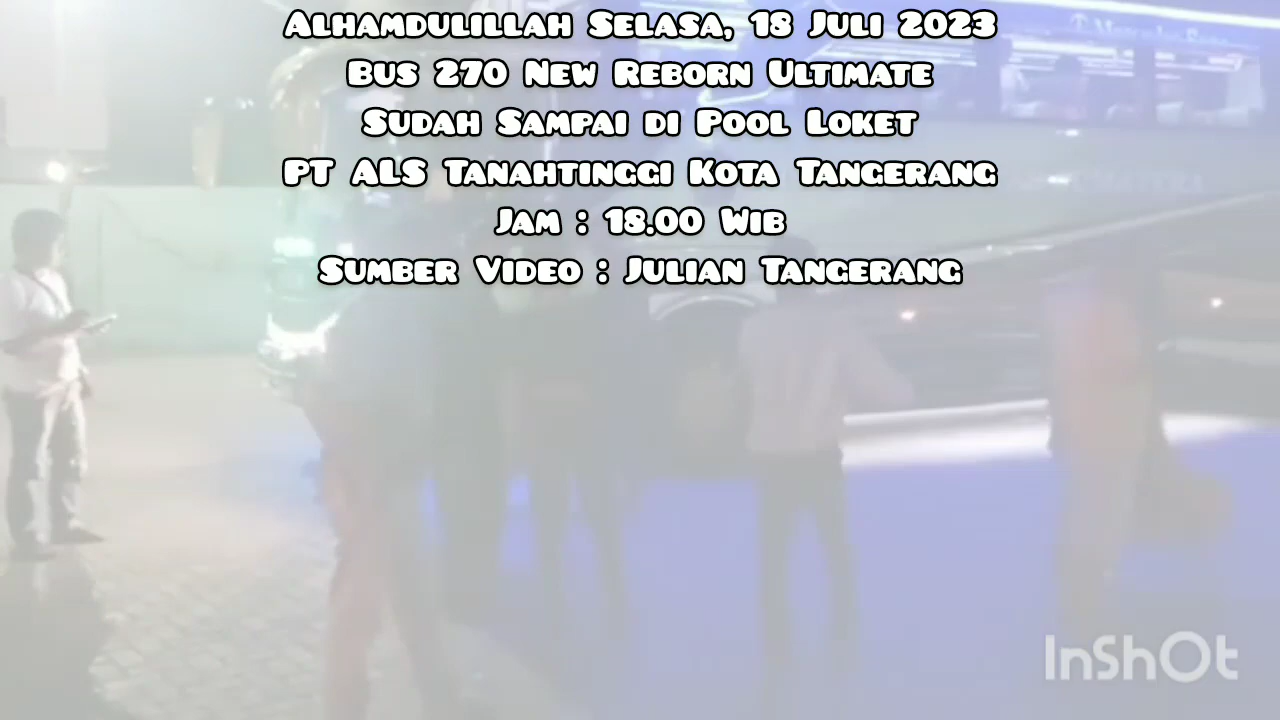 Alhamdulillah Selasa, 18 Juli 2023
Bus 270 New Reborn Ultimate
Sudah Sampai di Pool Loket
PT ALS Tanahtinggi Kota Tangerang
Jam : 18.00 Wib
Sumber Video : Julian Tangerang
InShOt